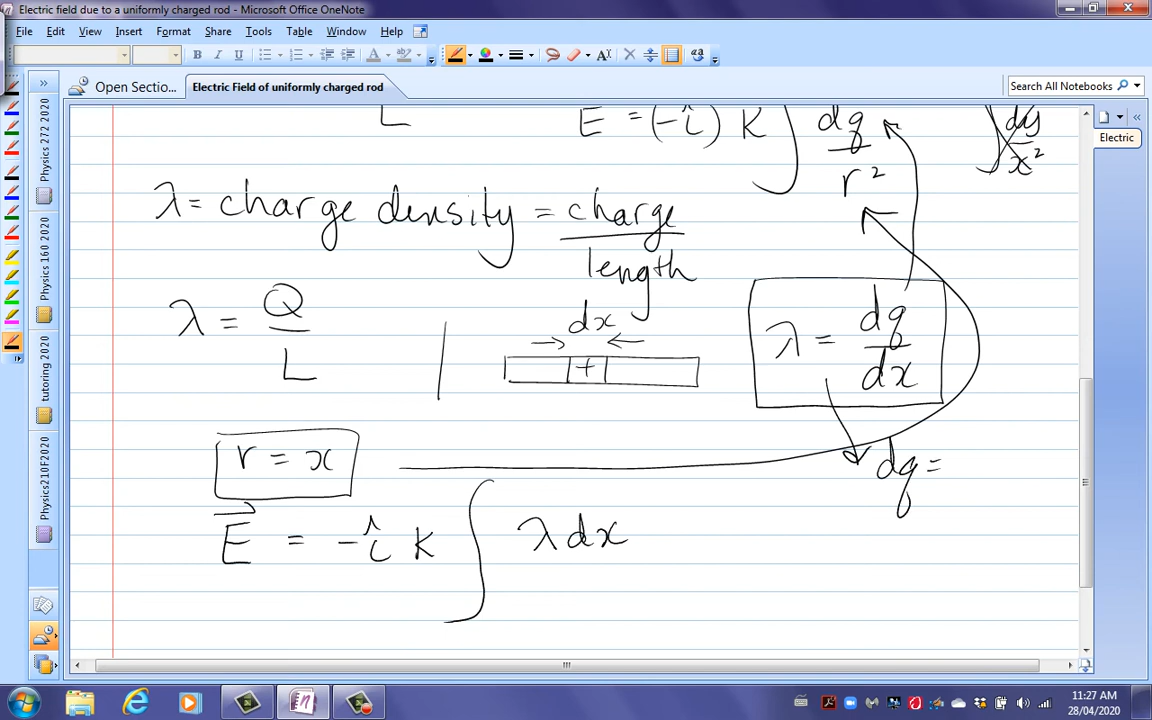 Electric field due to a uniformly charged rod - Microsoft Office OneNote
File Edit View Insert Format Share Tools Table Window Help
Open Sectio... Electric Field of uniformly charged rod Search All Notebooks
Electric
Physics 272 2020
Physics 160 2020
tutoring 2020
Physics210F2020
L
E = (-î) K ∫ dq / r²
∫ dy / x²
λ = charge density = charge / length
λ = Q / L
dx
+
λ = dq / dx
r = x
dq =
E⃗ = -î k ∫ λ dx
11:27 AM
28/04/2020